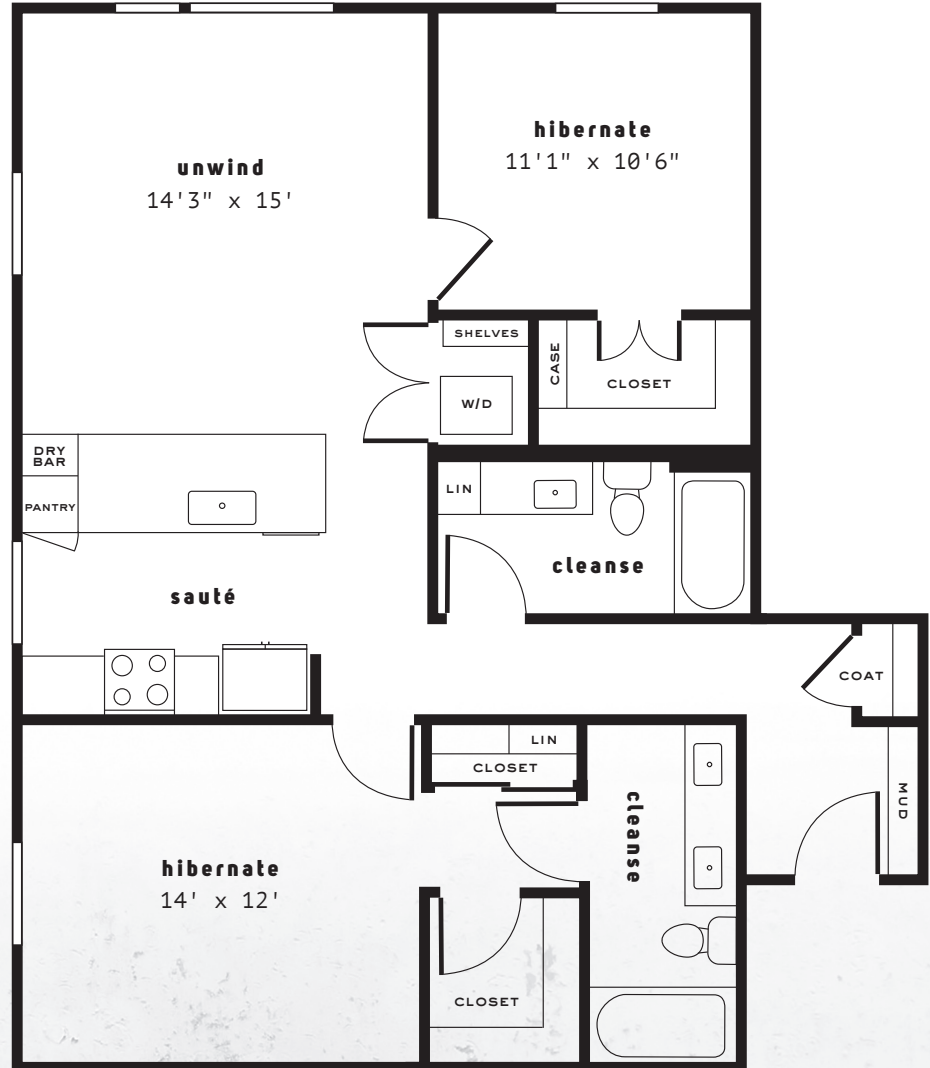 unwind
14'3" x 15'
hibernate
11'1" x 10'6"
SHELVES
W/D
CASE
CLOSET
DRY
BAR
PANTRY
LIN
cleanse
sauté
COAT
LIN
CLOSET
MUD
cleanse
hibernate
14' x 12'
CLOSET